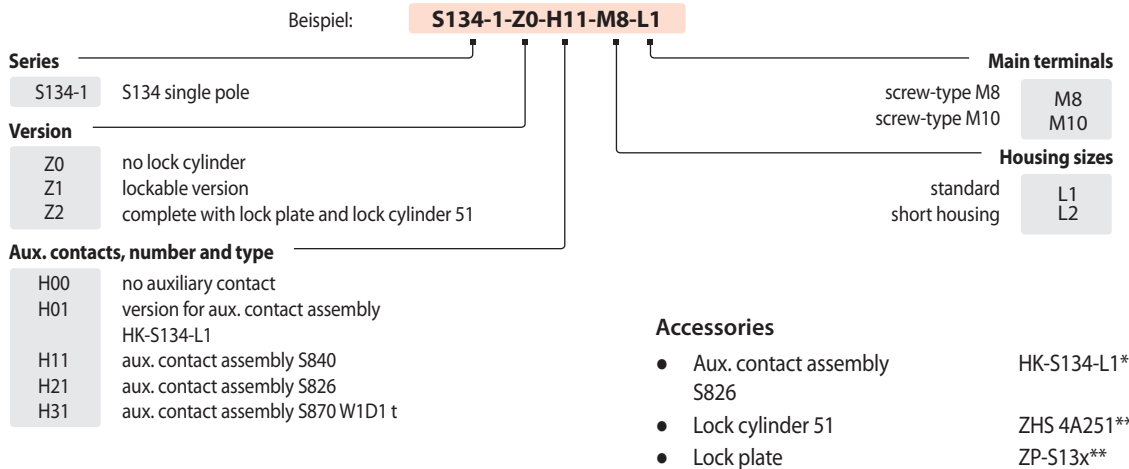 Beispiel: S134-1-Z0-H11-M8-L1
Series
S134-1 S134 single pole
Version
Z0 no lock cylinder
Z1 lockable version
Z2 complete with lock plate and lock cylinder 51
Aux. contacts, number and type
H00 no auxiliary contact
H01 version for aux. contact assembly
HK-S134-L1
H11 aux. contact assembly S840
H21 aux. contact assembly S826
H31 aux. contact assembly S870 W1D1 t
Main terminals
screw-type M8 M8
screw-type M10 M10
Housing sizes
standard L1
short housing L2
Accessories
● Aux. contact assembly HK-S134-L1*
S826
● Lock cylinder 51 ZHS 4A251**
● Lock plate ZP-S13x**